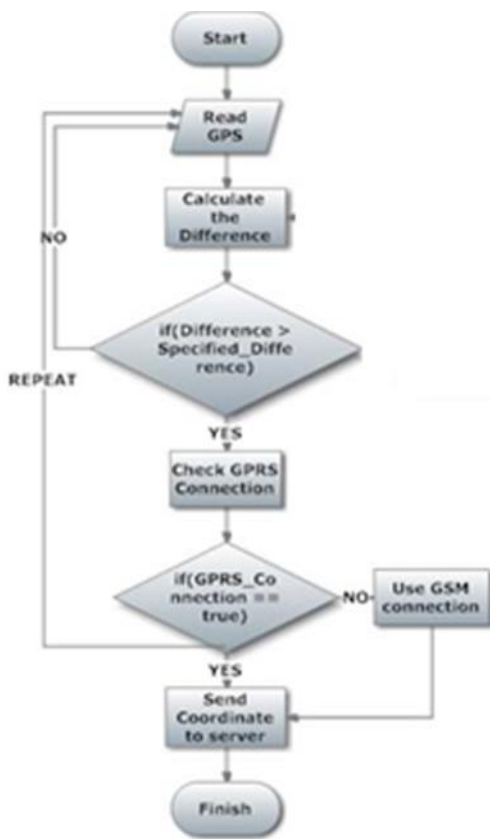 Start
Read
GPS
Calculate
the
Difference
NO
if(Difference >
Specified_Diffe
rence)
REPEAT
YES
Check GPRS
Connection
if(GPRS_Co
nnection ==
true)
NO
Use GSM
connection
YES
Send
Coordinate
to server
Finish